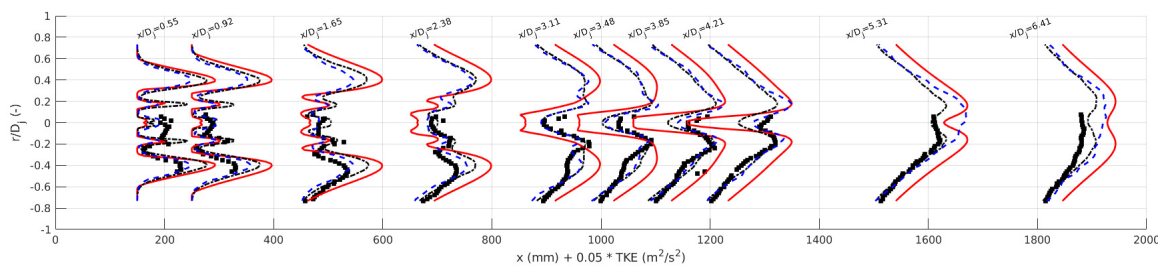 x/Dj=0.55
x/Dj=0.92
x/Dj=1.65
x/Dj=2.38
x/Dj=3.11
x/Dj=3.48
x/Dj=3.85
x/Dj=4.21
x/Dj=5.31
x/Dj=6.41
1
0.8
0.6
0.4
0.2
0
-0.2
-0.4
-0.6
-0.8
-1
r/Dj (-)
0 200 400 600 800 1000 1200 1400 1600 1800 2000
x (mm) + 0.05 * TKE (m²/s²)